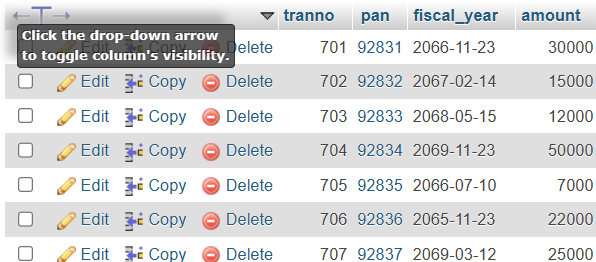 tranno pan fiscal_year amount
Click the drop-down arrow
to toggle column's visibility.
Copy Delete 701 92831 2066-11-23 30000
Edit Copy Delete 702 92832 2067-02-14 15000
Edit Copy Delete 703 92833 2068-05-15 12000
Edit Copy Delete 704 92834 2069-11-23 50000
Edit Copy Delete 705 92835 2066-07-10 7000
Edit Copy Delete 706 92836 2065-11-23 22000
Edit Copy Delete 707 92837 2069-03-12 25000